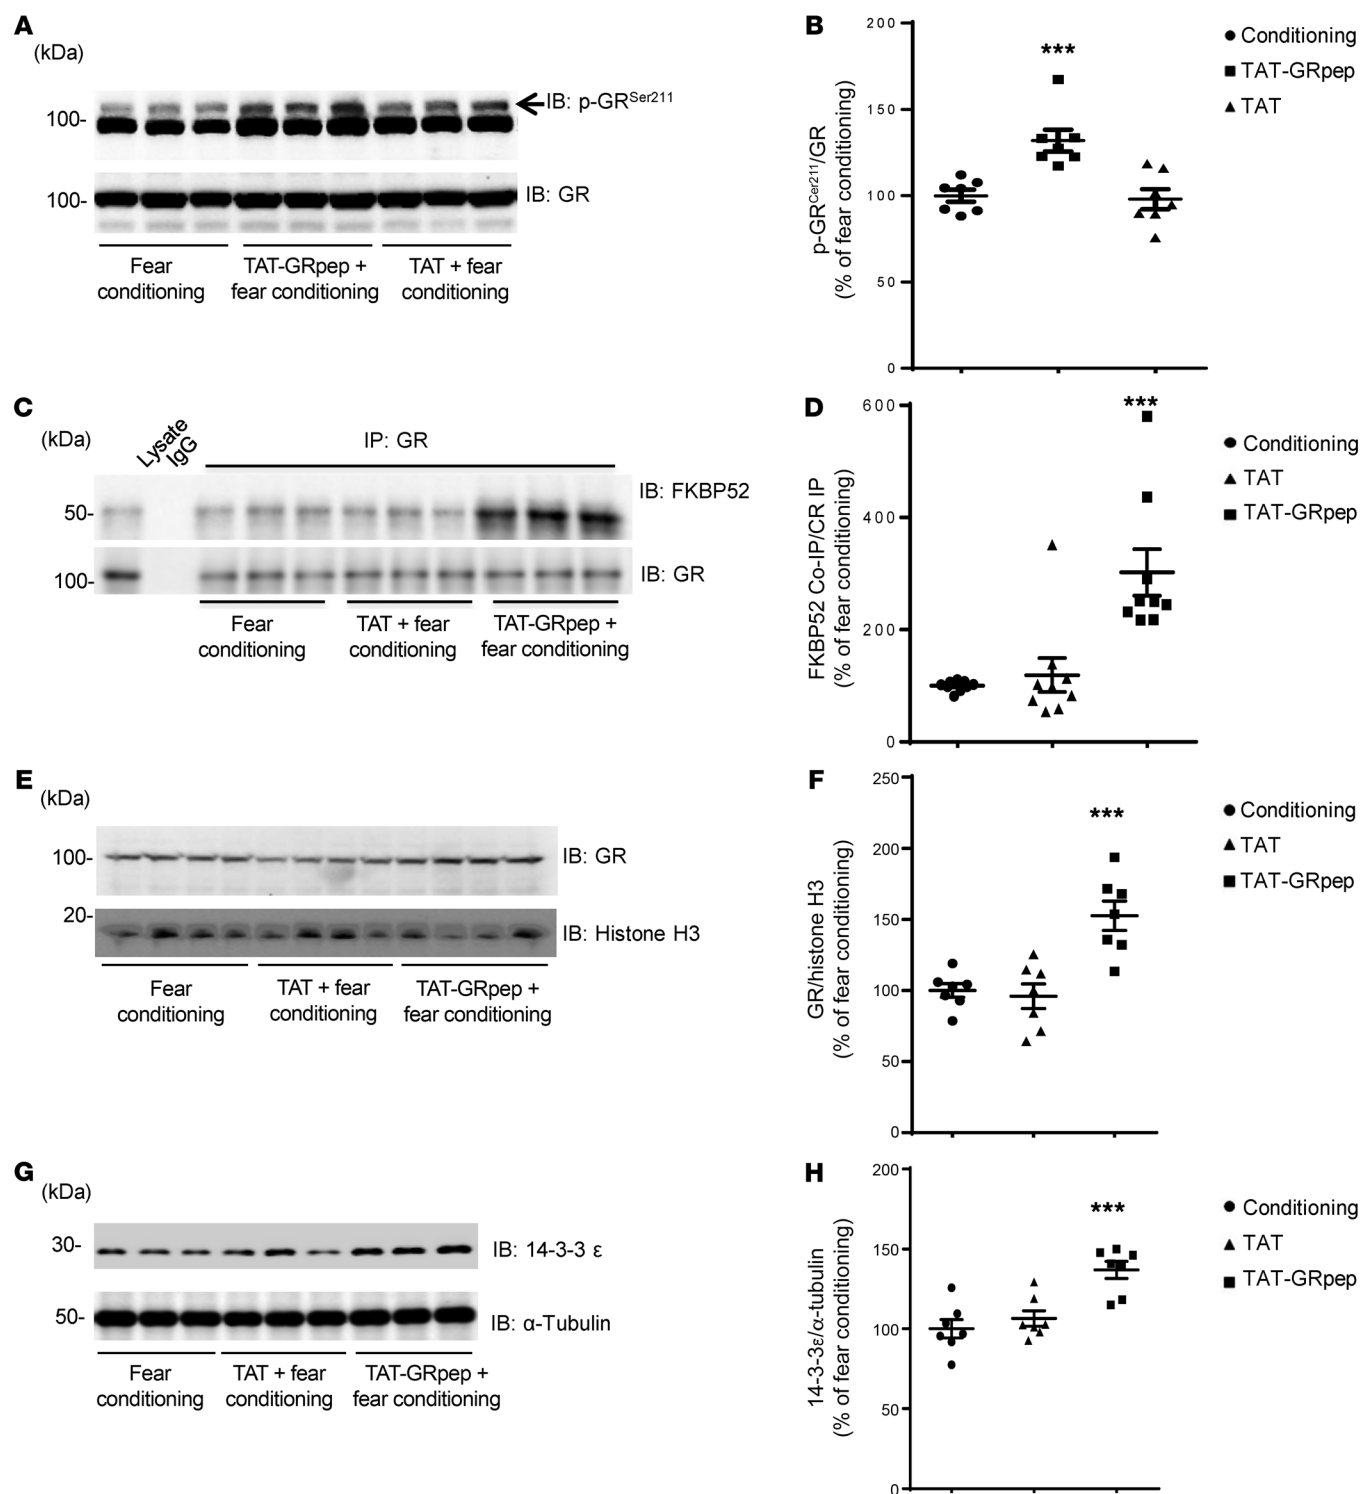 A
(kDa)
100-
IB: p-GRSer211
100-
IB: GR
Fear
conditioning
TAT-GRpep +
fear conditioning
TAT + fear
conditioning
B
200
150
100
50
0
p-GRCer211/GR
(% of fear conditioning)
***
Conditioning
TAT-GRpep
TAT
C
(kDa)
Lysate
IgG
IP: GR
50-
IB: FKBP52
100-
IB: GR
Fear
conditioning
TAT + fear
conditioning
TAT-GRpep +
fear conditioning
D
600
400
200
0
FKBP52 Co-IP/CR IP
(% of fear conditioning)
***
Conditioning
TAT
TAT-GRpep
E
(kDa)
100-
IB: GR
20-
IB: Histone H3
Fear
conditioning
TAT + fear
conditioning
TAT-GRpep +
fear conditioning
F
250
200
150
100
50
0
GR/histone H3
(% of fear conditioning)
***
Conditioning
TAT
TAT-GRpep
G
(kDa)
30-
IB: 14-3-3 ε
50-
IB: α-Tubulin
Fear
conditioning
TAT + fear
conditioning
TAT-GRpep +
fear conditioning
H
200
150
100
50
0
14-3-3ε/α-tubulin
(% of fear conditioning)
***
Conditioning
TAT
TAT-GRpep